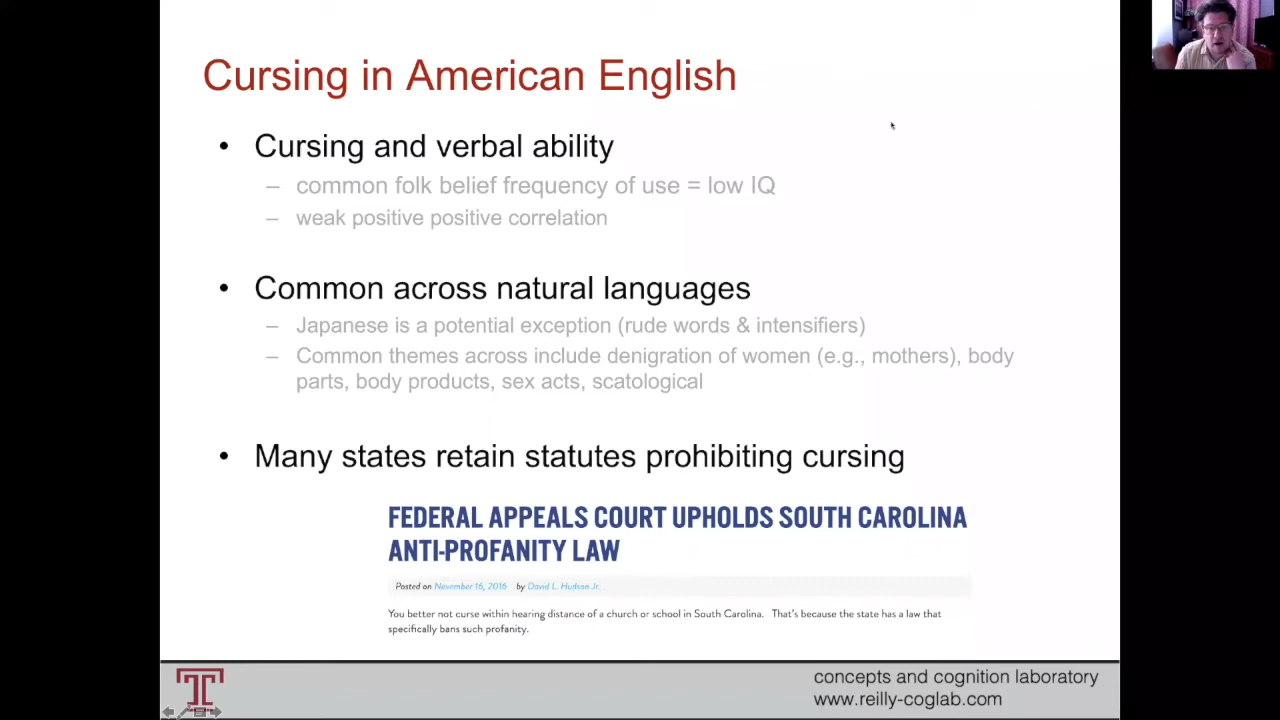 Cursing in American English
• Cursing and verbal ability
– common folk belief frequency of use = low IQ
– weak positive positive correlation
• Common across natural languages
– Japanese is a potential exception (rude words & intensifiers)
– Common themes across include denigration of women (e.g., mothers), body
parts, body products, sex acts, scatological
• Many states retain statutes prohibiting cursing
FEDERAL APPEALS COURT UPHOLDS SOUTH CAROLINA
ANTI-PROFANITY LAW
Posted on November 16, 2016 by David L. Hudson Jr.
You better not curse within hearing distance of a church or school in South Carolina. That's because the state has a law that
specifically bans such profanity.
concepts and cognition laboratory
www.reilly-coglab.com